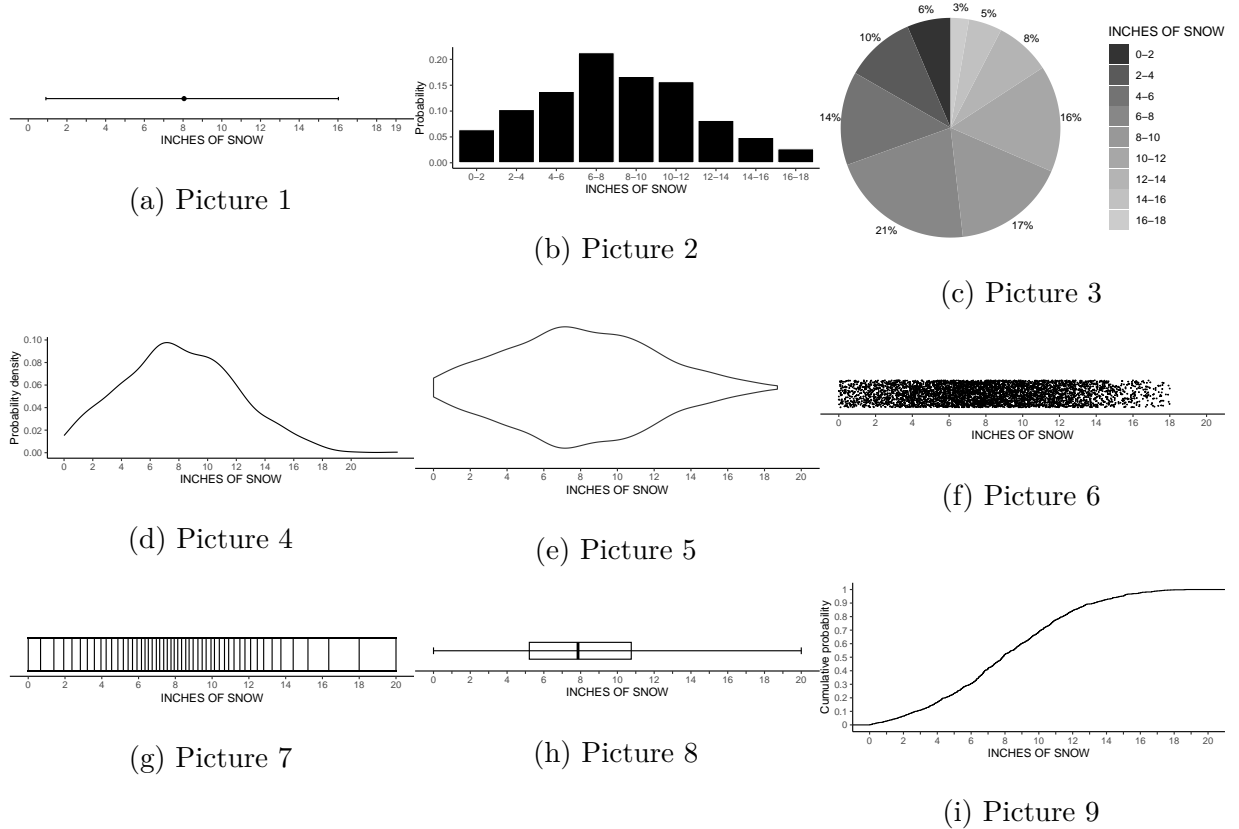 0 2 4 6 8 10 12 14 16 18 19
INCHES OF SNOW
(a) Picture 1
Probability
0.20
0.15
0.10
0.05
0.00
0–2 2–4 4–6 6–8 8–10 10–12 12–14 14–16 16–18
INCHES OF SNOW
(b) Picture 2
6% 3% 5%
10% 8%
14% 16%
21% 17%
INCHES OF SNOW
0–2
2–4
4–6
6–8
8–10
10–12
12–14
14–16
16–18
(c) Picture 3
Probability density
0.10
0.08
0.06
0.04
0.02
0.00
0 2 4 6 8 10 12 14 16 18 20
INCHES OF SNOW
(d) Picture 4
0 2 4 6 8 10 12 14 16 18 20
INCHES OF SNOW
(e) Picture 5
0 2 4 6 8 10 12 14 16 18 20
INCHES OF SNOW
(f) Picture 6
0 2 4 6 8 10 12 14 16 18 20
INCHES OF SNOW
(g) Picture 7
0 2 4 6 8 10 12 14 16 18 20
INCHES OF SNOW
(h) Picture 8
Cumulative probability
1
0.9
0.8
0.7
0.6
0.5
0.4
0.3
0.2
0.1
0
0 2 4 6 8 10 12 14 16 18 20
INCHES OF SNOW
(i) Picture 9